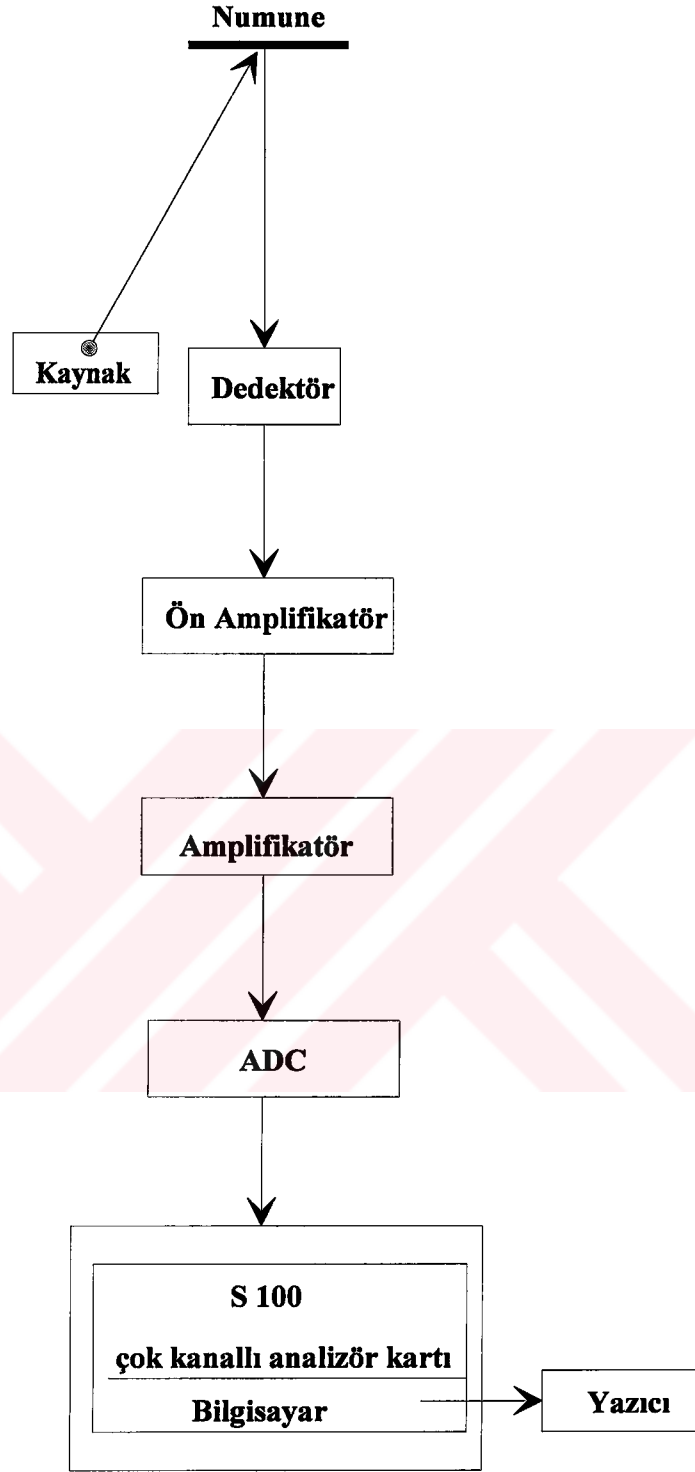 Numune
Kaynak
Dedektör
Ön Amplifikatör
Amplifikatör
ADC
S 100
çok kanallı analizör kartı
Bilgisayar
Yazıcı